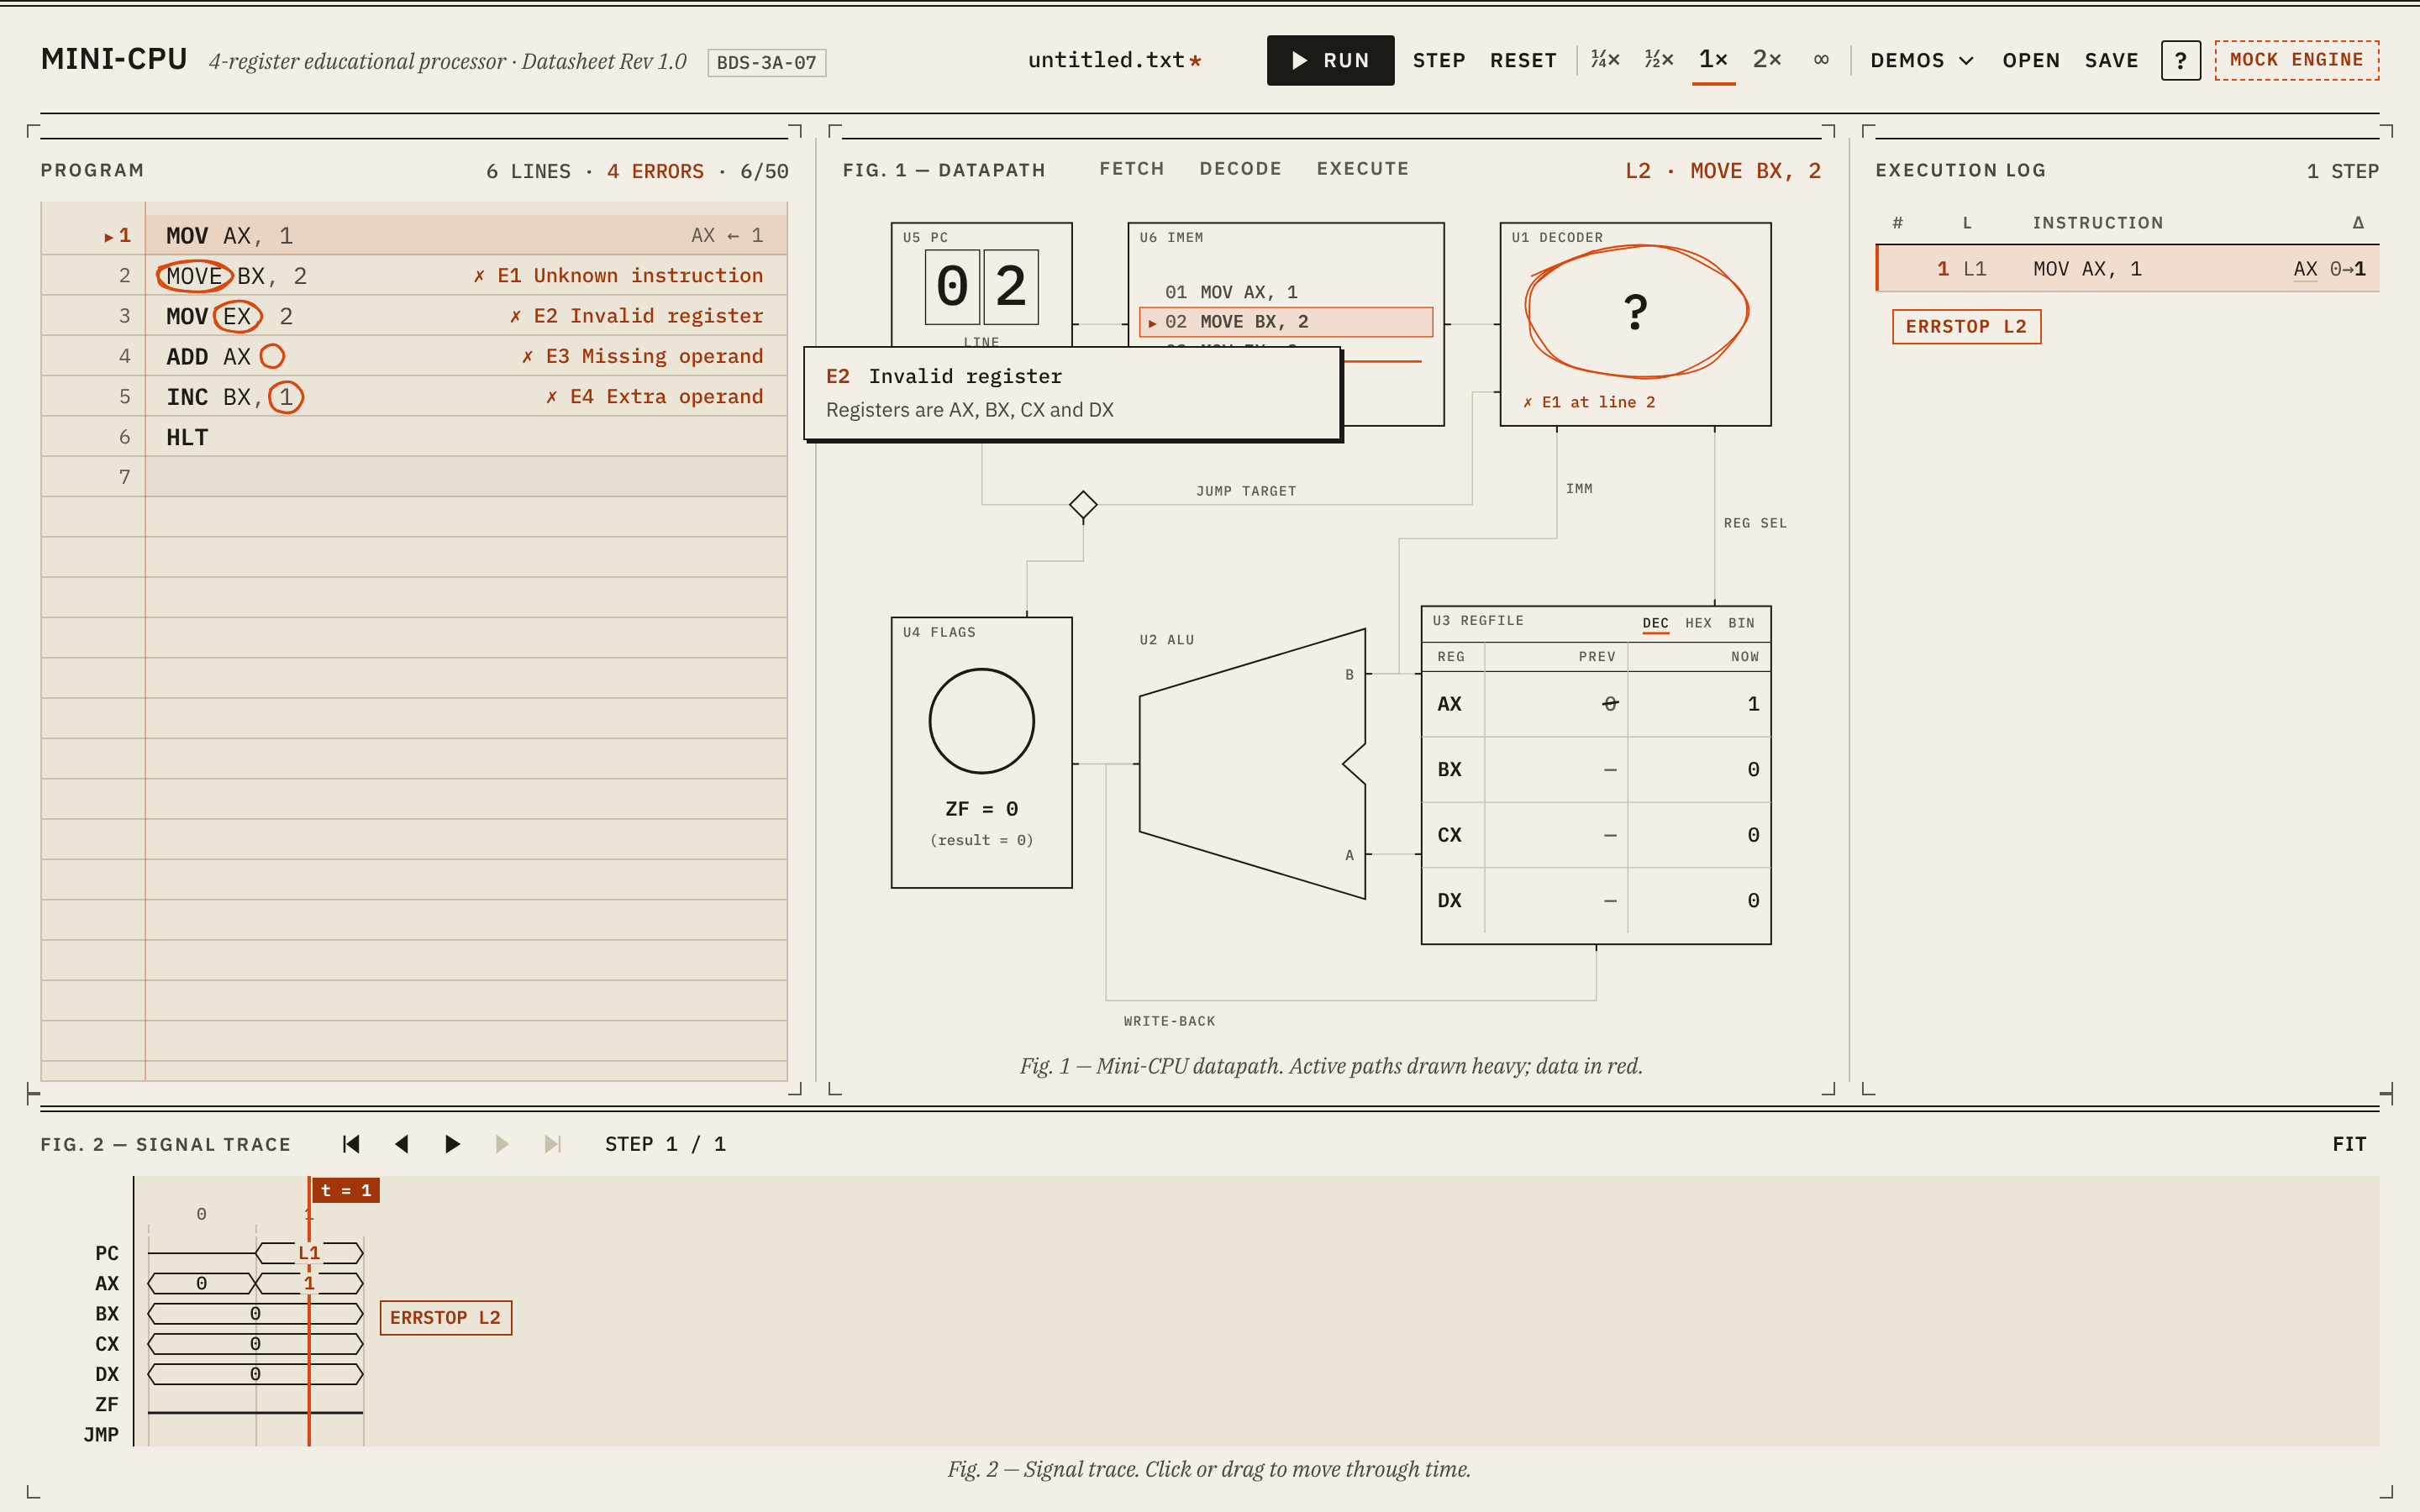 MINI-CPU 4-register educational processor · Datasheet Rev 1.0 BDS-3A-07
untitled.txt*
RUN STEP RESET ¼× ½× 1× 2× ∞ DEMOS OPEN SAVE ? MOCK ENGINE
PROGRAM 6 LINES · 4 ERRORS · 6/50
▸1 MOV AX, 1 AX ← 1
2 MOVE BX, 2 ✗ E1 Unknown instruction
3 MOV EX, 2 ✗ E2 Invalid register
4 ADD AX ✗ E3 Missing operand
5 INC BX, 1 ✗ E4 Extra operand
6 HLT
7
FIG. 1 — DATAPATH FETCH DECODE EXECUTE L2 · MOVE BX, 2
U5 PC
02
LINE
U6 IMEM
01 MOV AX, 1
▸ 02 MOVE BX, 2
U1 DECODER
?
✗ E1 at line 2
E2 Invalid register
Registers are AX, BX, CX and DX
JUMP TARGET
IMM
REG SEL
U4 FLAGS
ZF = 0
(result = 0)
U2 ALU
B
A
U3 REGFILE DEC HEX BIN
REG PREV NOW
AX 0 1
BX — 0
CX — 0
DX — 0
WRITE-BACK
Fig. 1 — Mini-CPU datapath. Active paths drawn heavy; data in red.
EXECUTION LOG 1 STEP
# L INSTRUCTION Δ
1 L1 MOV AX, 1 AX 0→1
ERRSTOP L2
FIG. 2 — SIGNAL TRACE STEP 1 / 1 FIT
t = 1
0 1
PC L1
AX 0 1
BX 0
ERRSTOP L2
CX 0
DX 0
ZF
JMP
Fig. 2 — Signal trace. Click or drag to move through time.